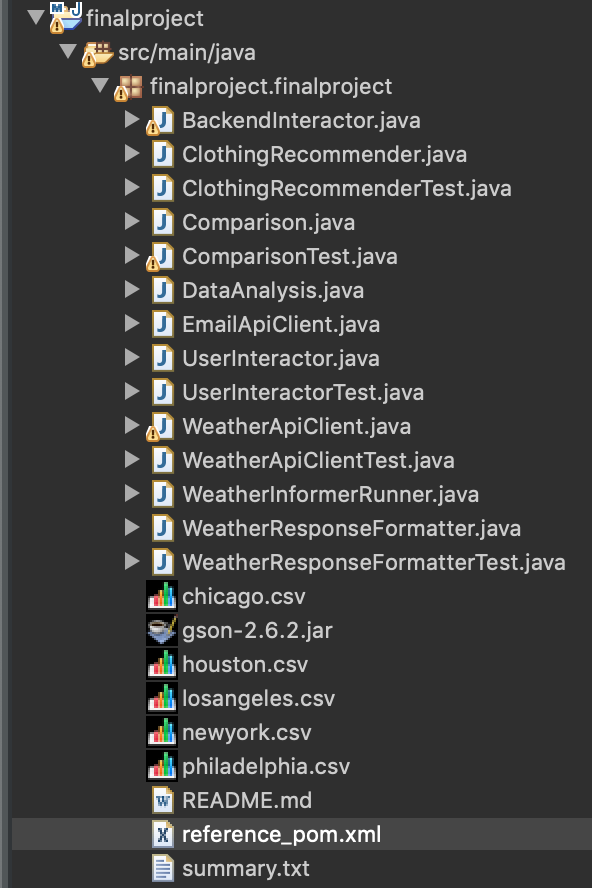 finalproject
src/main/java
finalproject.finalproject
BackendInteractor.java
ClothingRecommender.java
ClothingRecommenderTest.java
Comparison.java
ComparisonTest.java
DataAnalysis.java
EmailApiClient.java
UserInteractor.java
UserInteractorTest.java
WeatherApiClient.java
WeatherApiClientTest.java
WeatherInformerRunner.java
WeatherResponseFormatter.java
WeatherResponseFormatterTest.java
chicago.csv
gson-2.6.2.jar
houston.csv
losangeles.csv
newyork.csv
philadelphia.csv
README.md
reference_pom.xml
summary.txt